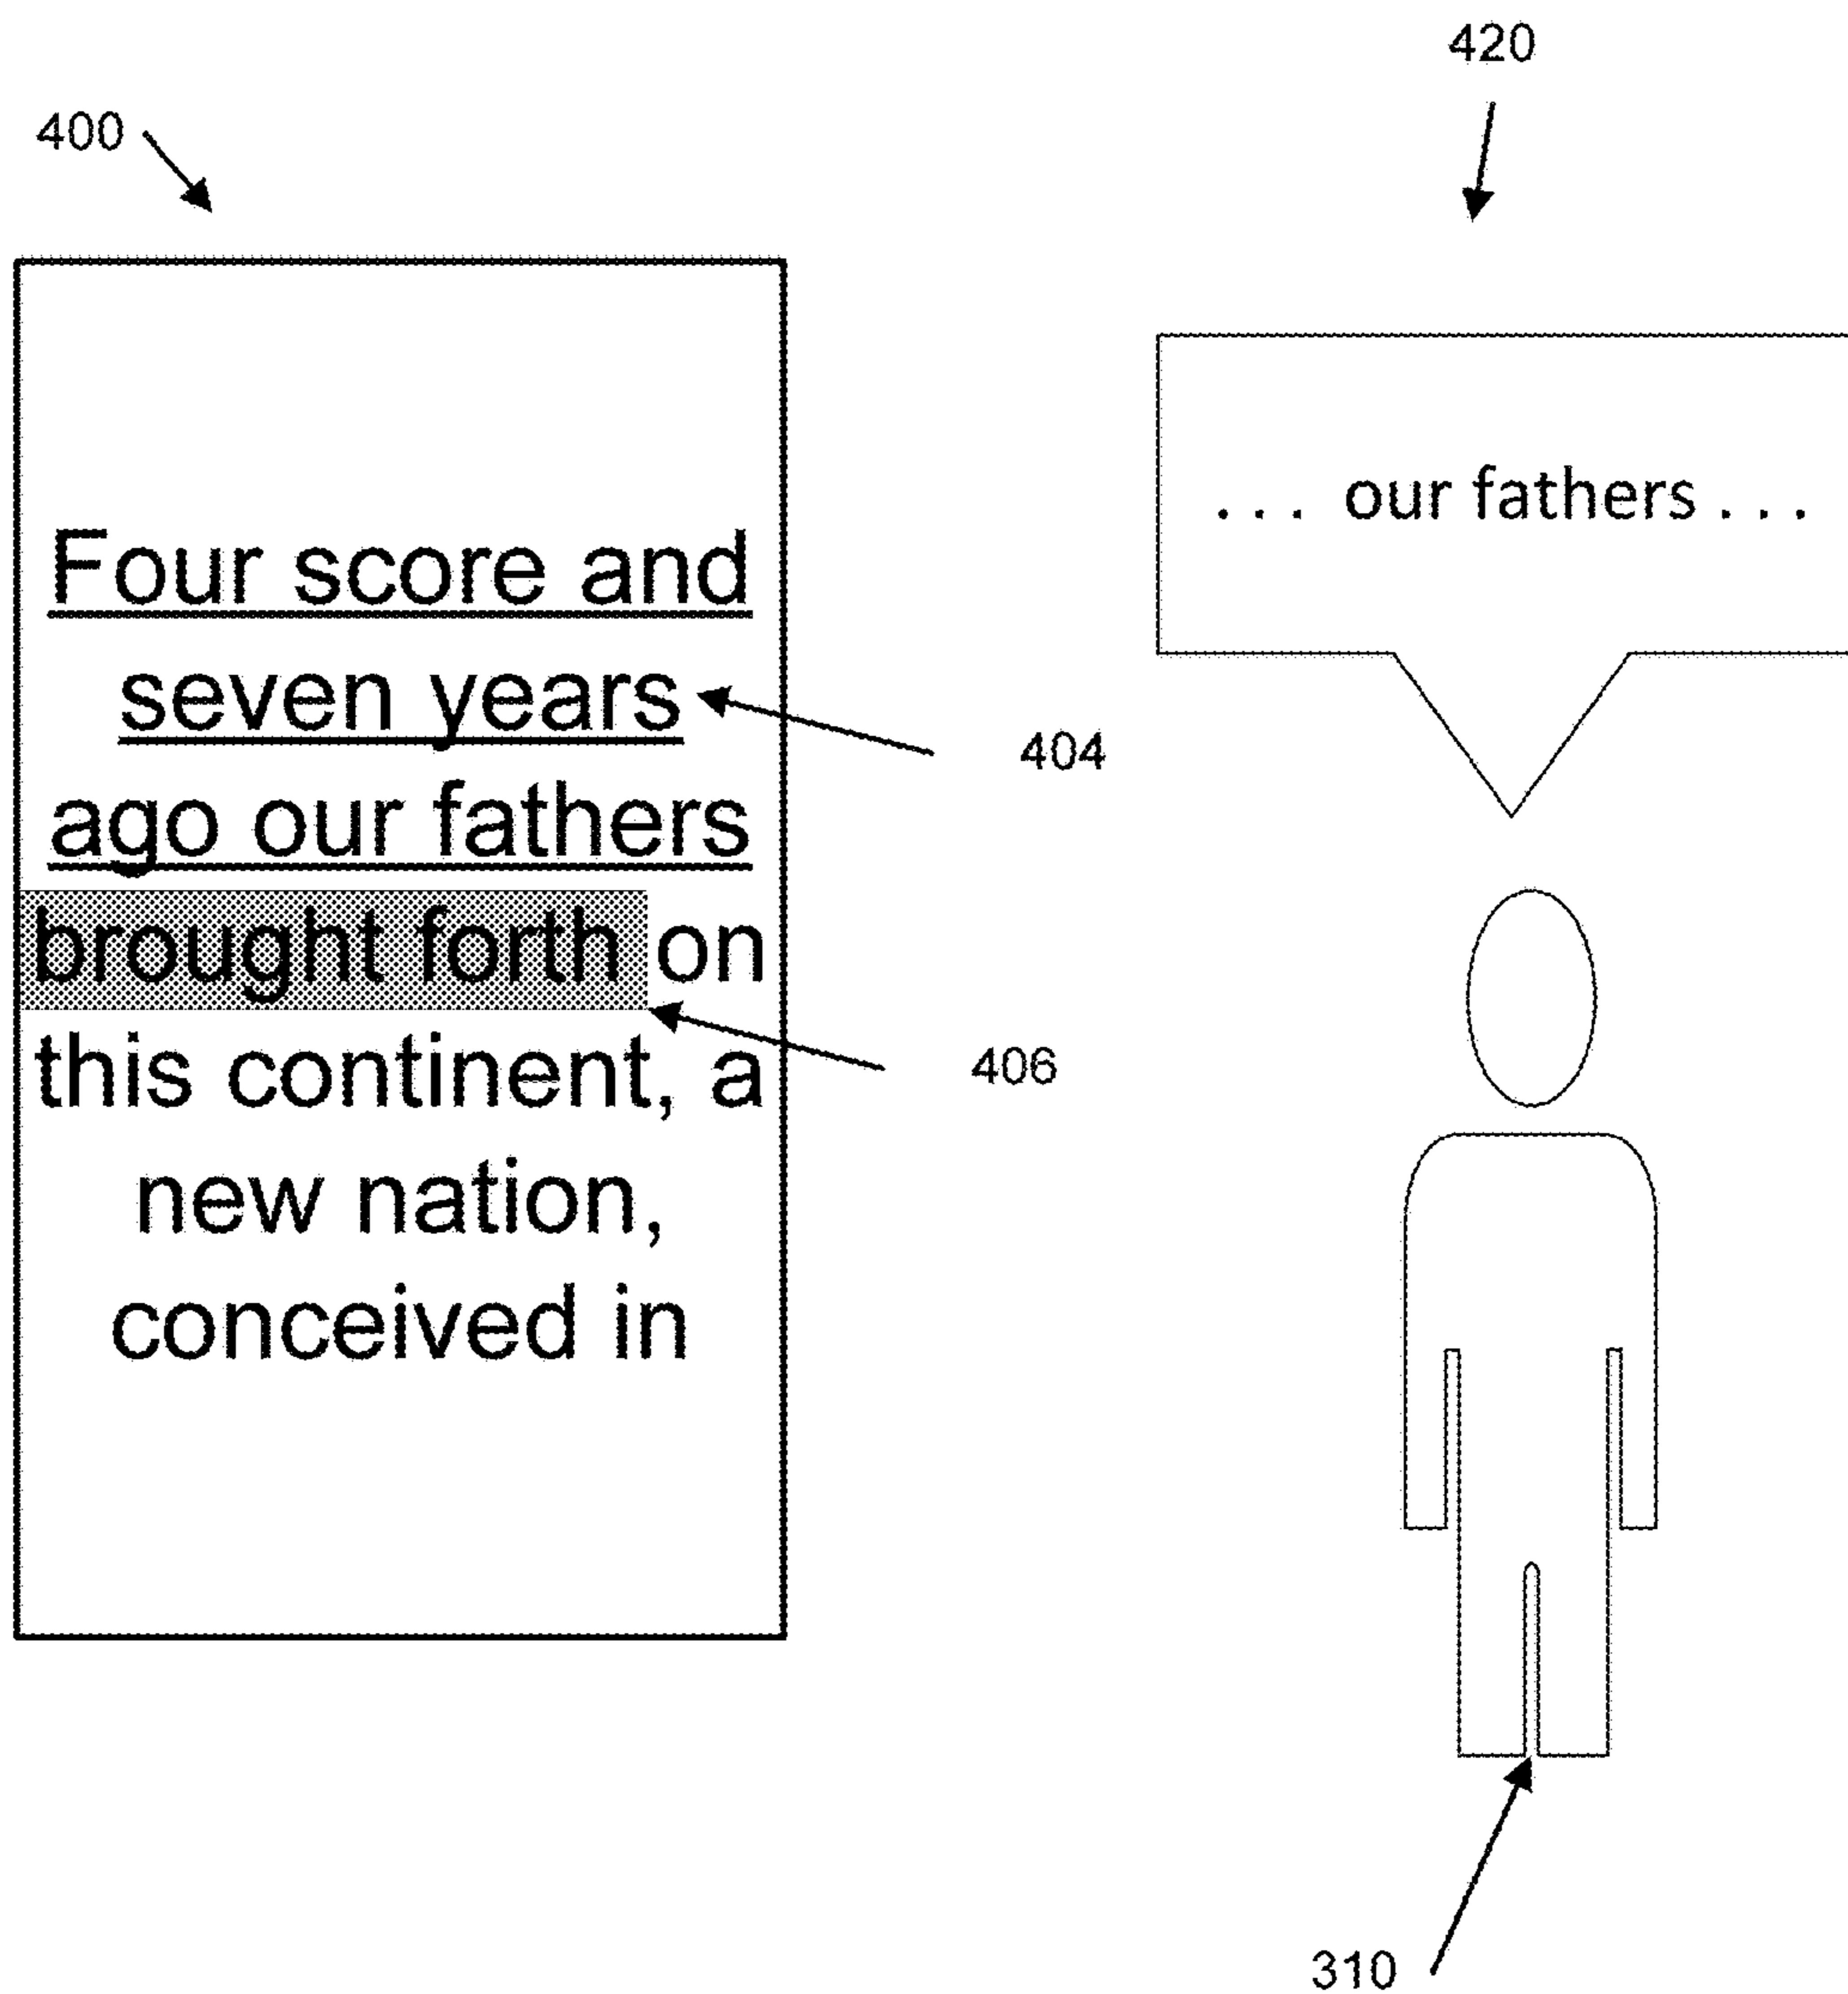 420
400
. . . our fathers . . .
Four score and
seven years
404
ago our fathers
brought forth on
406
this continent, a
new nation,
conceived in
310